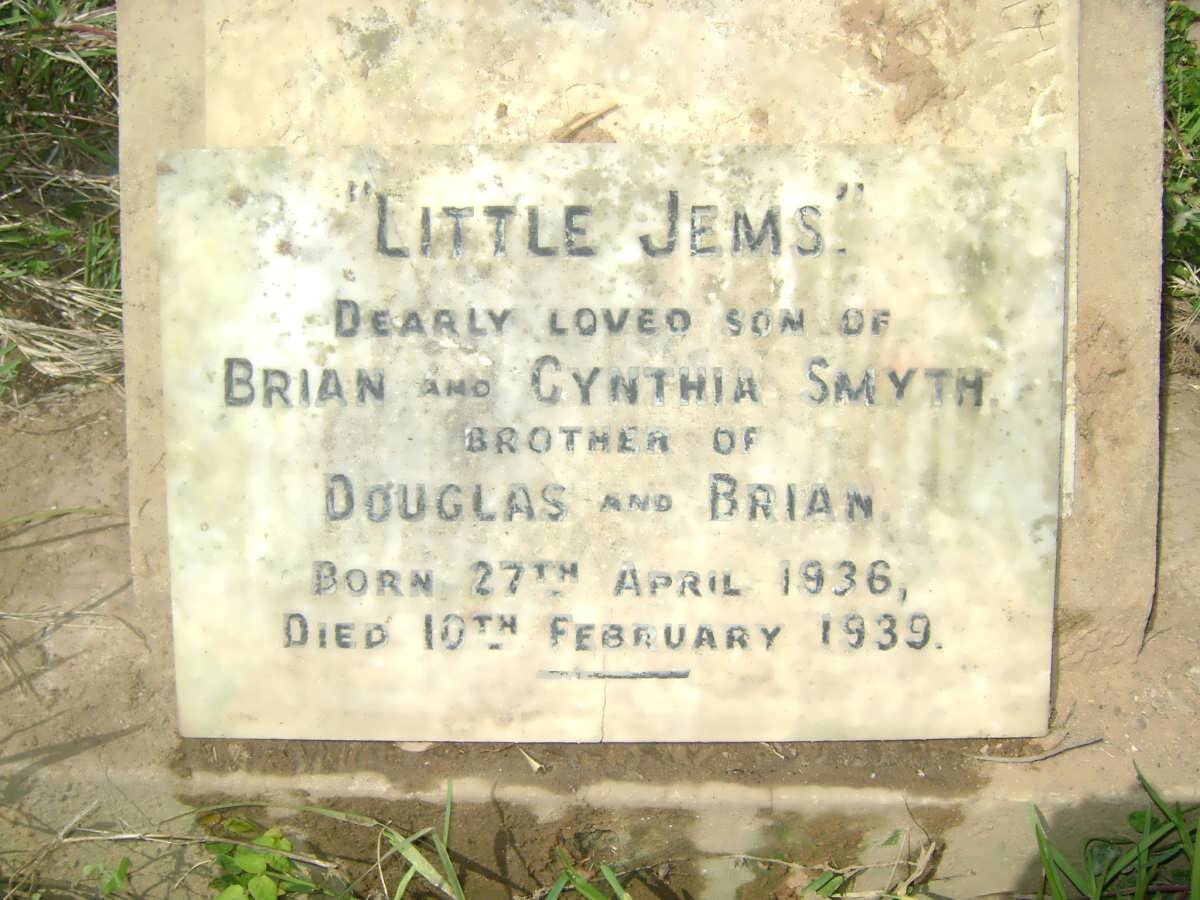 "LITTLE JEMS."
DEARLY LOVED SON OF
BRIAN AND CYNTHIA SMYTH.
BROTHER OF
DOUGLAS AND BRIAN.
BORN 27TH APRIL 1936,
DIED 10TH FEBRUARY 1939.